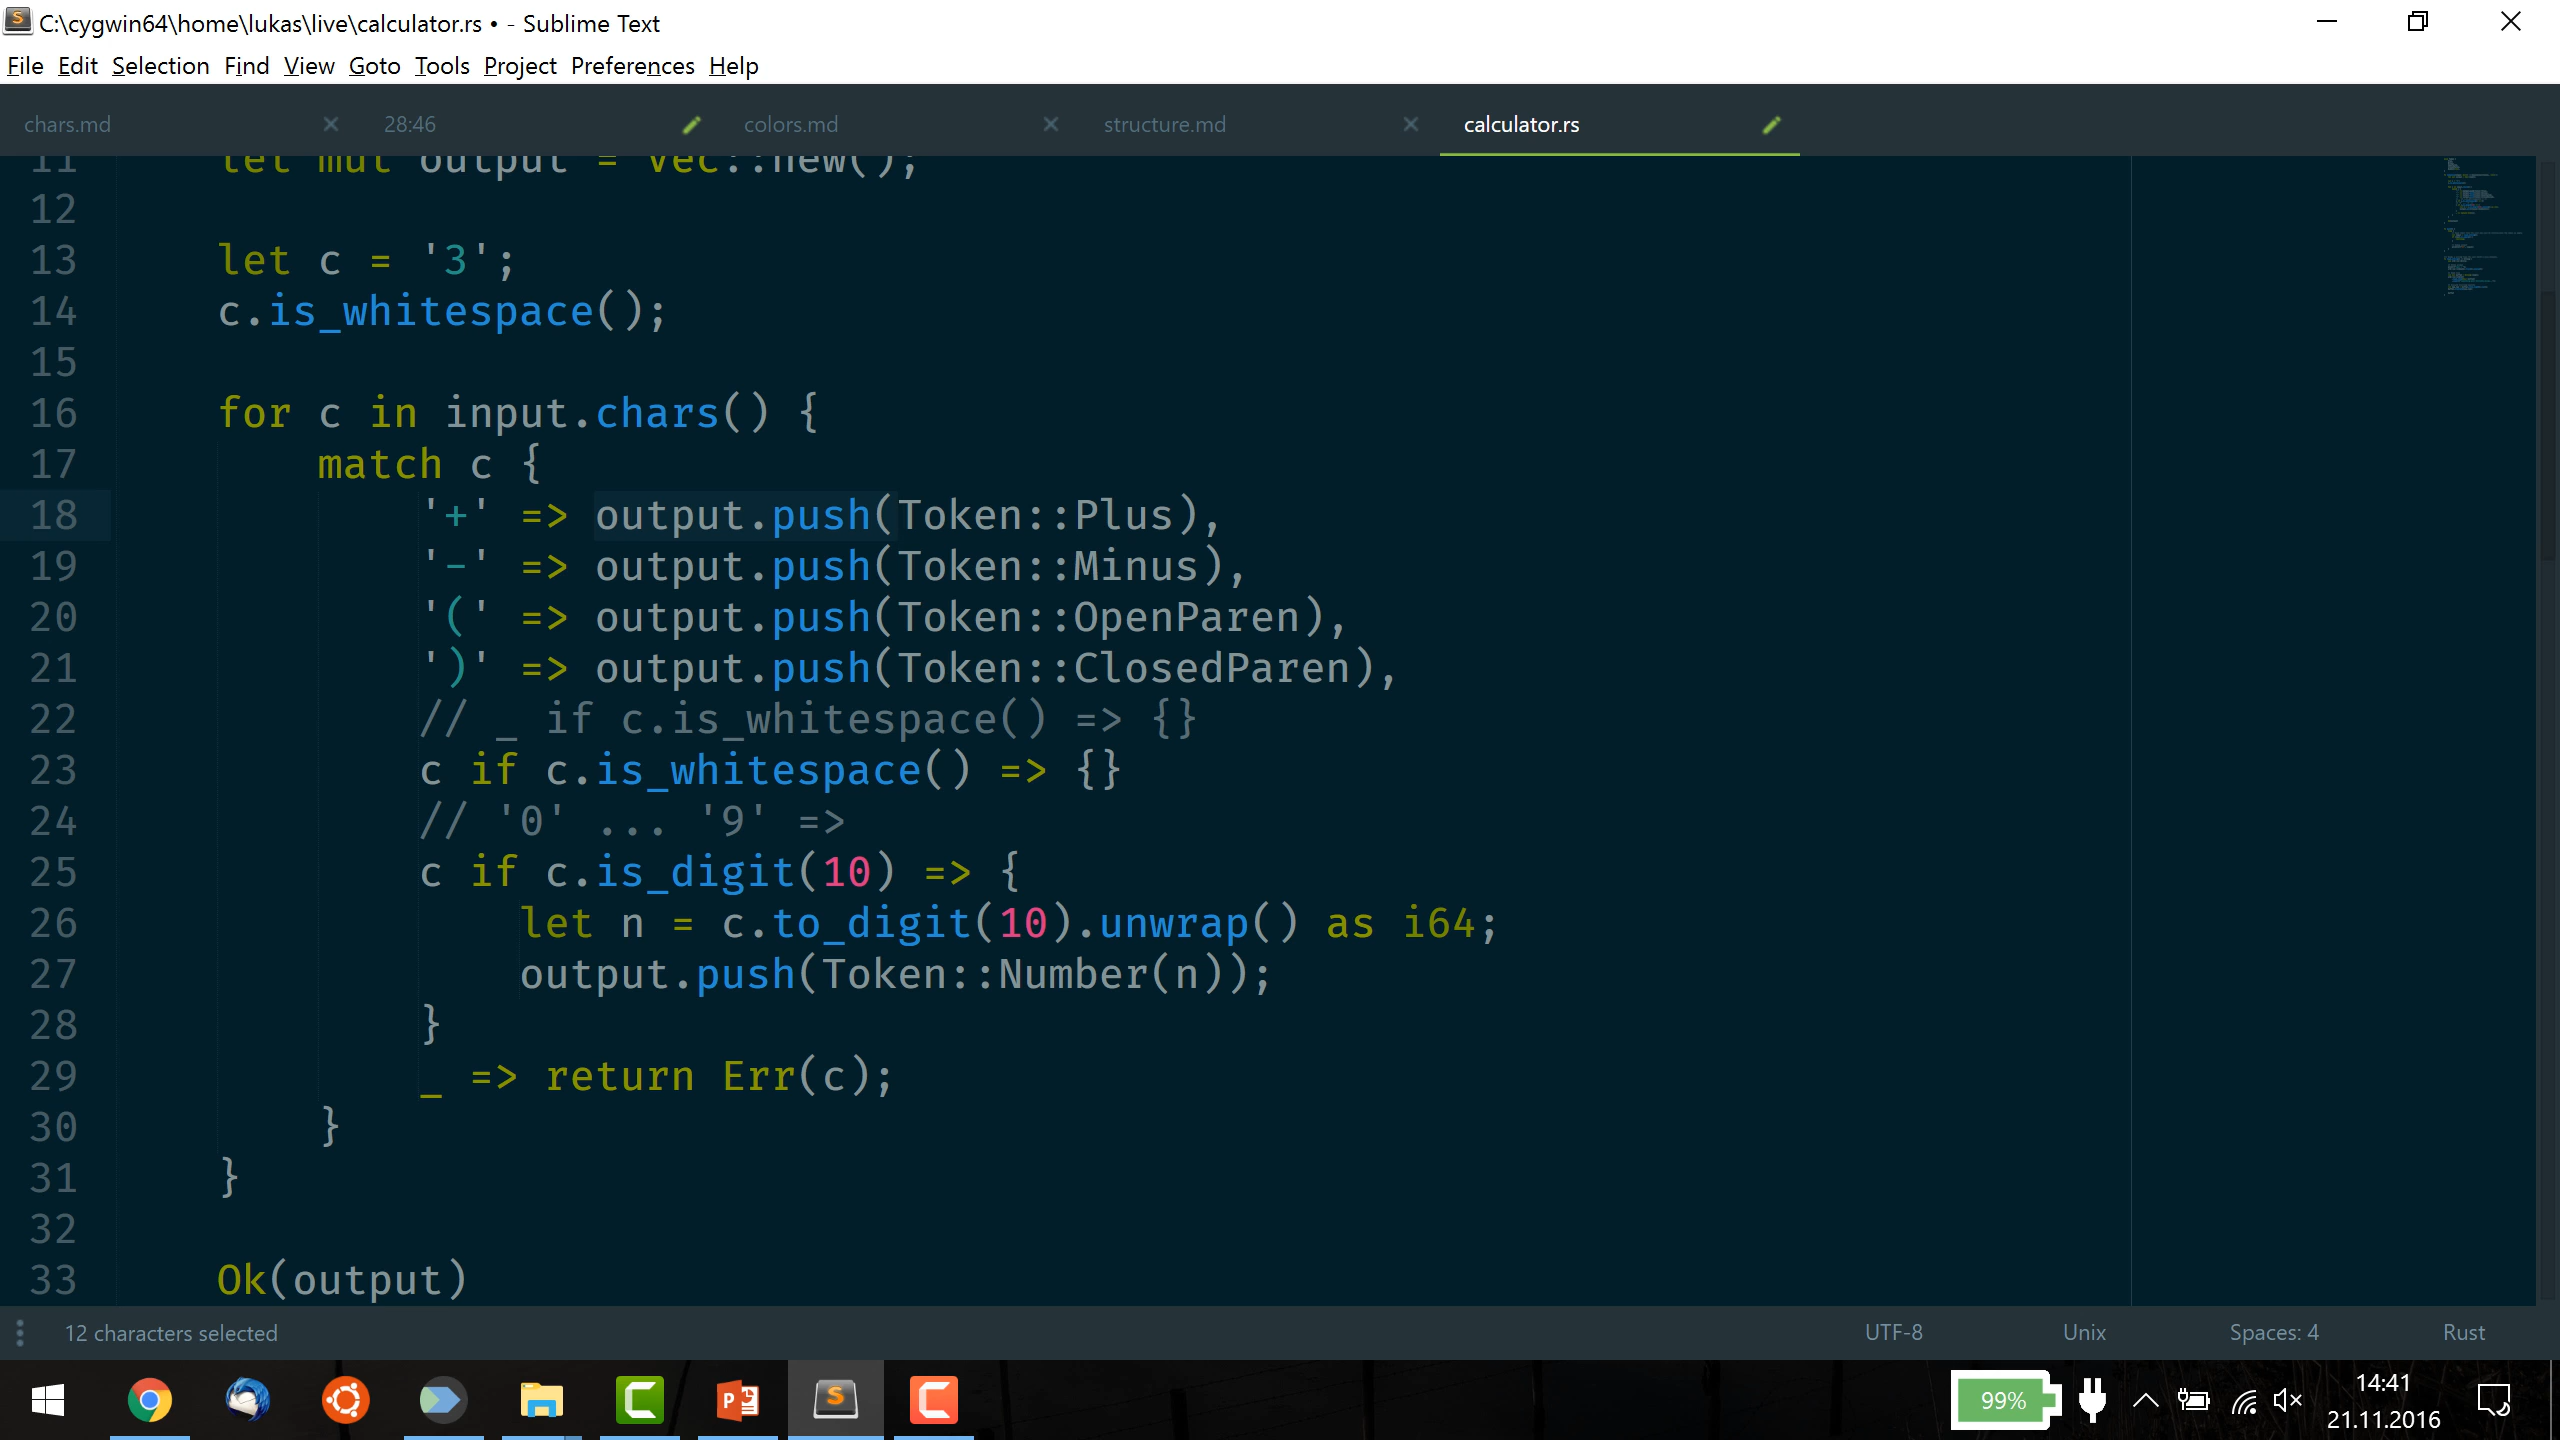 C:\cygwin64\home\lukas\live\calculator.rs • - Sublime Text
File Edit Selection Find View Goto Tools Project Preferences Help
chars.md 28:46 colors.md structure.md calculator.rs
11 let mut output = Vec::new();
12
13 let c = '3';
14 c.is_whitespace();
15
16 for c in input.chars() {
17 match c {
18 '+' => output.push(Token::Plus),
19 '-' => output.push(Token::Minus),
20 '(' => output.push(Token::OpenParen),
21 ')' => output.push(Token::ClosedParen),
22 // _ if c.is_whitespace() => {}
23 c if c.is_whitespace() => {}
24 // '0' ... '9' =>
25 c if c.is_digit(10) => {
26 let n = c.to_digit(10).unwrap() as i64;
27 output.push(Token::Number(n));
28 }
29 _ => return Err(c);
30 }
31 }
32
33 Ok(output)
12 characters selected UTF-8 Unix Spaces: 4 Rust
99% 14:41
21.11.2016